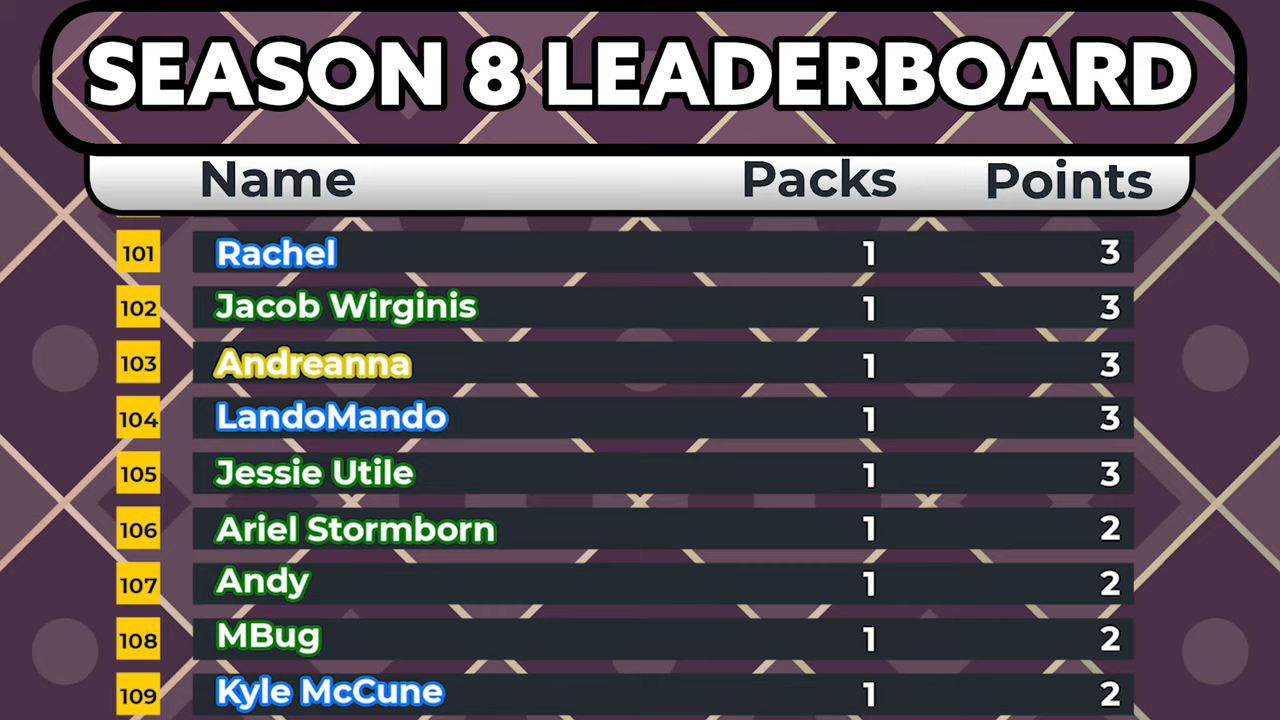 SEASON 8 LEADERBOARD
Name Packs Points
101 Rachel 1 3
102 Jacob Wirginis 1 3
103 Andreanna 1 3
104 LandoMando 1 3
105 Jessie Utile 1 3
106 Ariel Stormborn 1 2
107 Andy 1 2
108 MBug 1 2
109 Kyle McCune 1 2